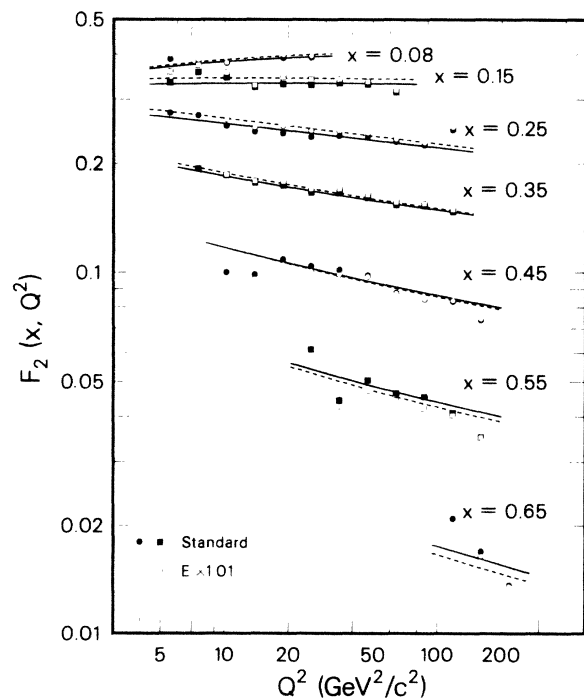 0.5
x = 0.08
x = 0.15
x = 0.25
0.2
x = 0.35
0.1
x = 0.45
F₂ (x, Q²)
0.05
x = 0.55
x = 0.65
0.02
Standard
E × 1.01
0.01
5 10 20 50 100 200
Q² (GeV²/c²)